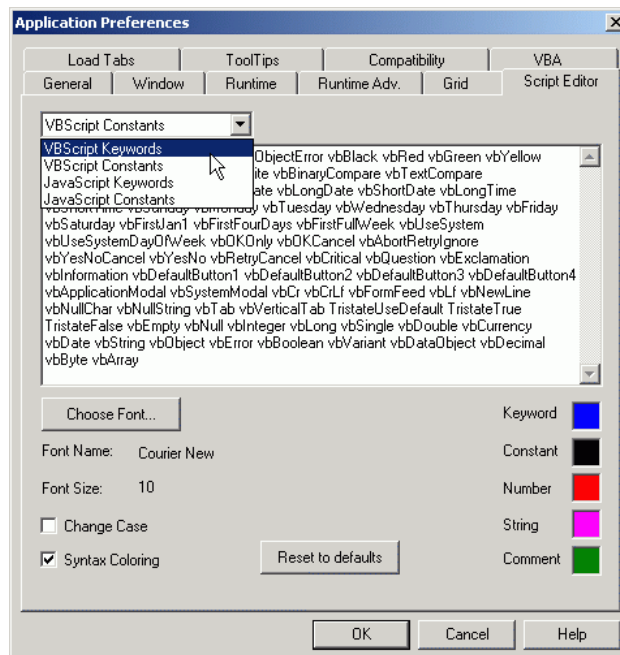 Application Preferences
Load Tabs ToolTips Compatibility VBA
General Window Runtime Runtime Adv. Grid Script Editor
VBScript Constants
VBScript Keywords
VBScript Constants
JavaScript Keywords
JavaScript Constants
ObjectError vbBlack vbRed vbGreen vbYellow
vbBinaryCompare vbTextCompare
vbLongDate vbShortDate vbLongTime
vbShortTime vbSunday vbMonday vbTuesday vbWednesday vbThursday vbFriday
vbSaturday vbFirstJan1 vbFirstFourDays vbFirstFullWeek vbUseSystem
vbUseSystemDayOfWeek vbOKOnly vbOKCancel vbAbortRetryIgnore
vbYesNoCancel vbYesNo vbRetryCancel vbCritical vbQuestion vbExclamation
vbInformation vbDefaultButton1 vbDefaultButton2 vbDefaultButton3 vbDefaultButton4
vbApplicationModal vbSystemModal vbCr vbCrLf vbFormFeed vbLf vbNewLine
vbNullChar vbNullString vbTab vbVerticalTab TristateUseDefault TristateTrue
TristateFalse vbEmpty vbNull vbInteger vbLong vbSingle vbDouble vbCurrency
vbDate vbString vbObject vbError vbBoolean vbVariant vbDataObject vbDecimal
vbByte vbArray
Choose Font... Keyword
Font Name: Courier New Constant
Font Size: 10 Number
Change Case String
Syntax Coloring Reset to defaults Comment
OK Cancel Help